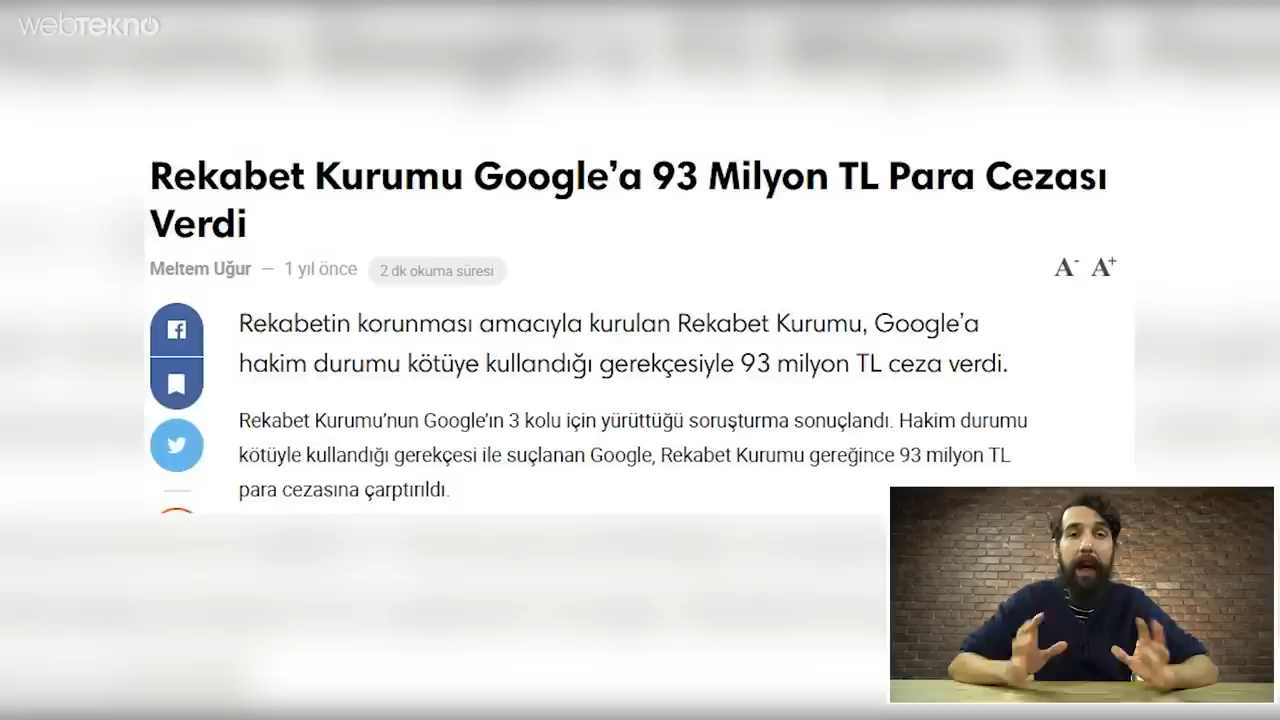 webTEKNO
Rekabet Kurumu Google'a 93 Milyon TL Para Cezası
Verdi
Meltem Uğur — 1 yıl önce 2 dk okuma süresi
A- A+
Rekabetin korunması amacıyla kurulan Rekabet Kurumu, Google'a
hakim durumu kötüye kullandığı gerekçesiyle 93 milyon TL ceza verdi.
Rekabet Kurumu'nun Google'ın 3 kolu için yürüttüğü soruşturma sonuçlandı. Hakim durumu
kötüyle kullandığı gerekçesi ile suçlanan Google, Rekabet Kurumu gereğince 93 milyon TL
para cezasına çarptırıldı.